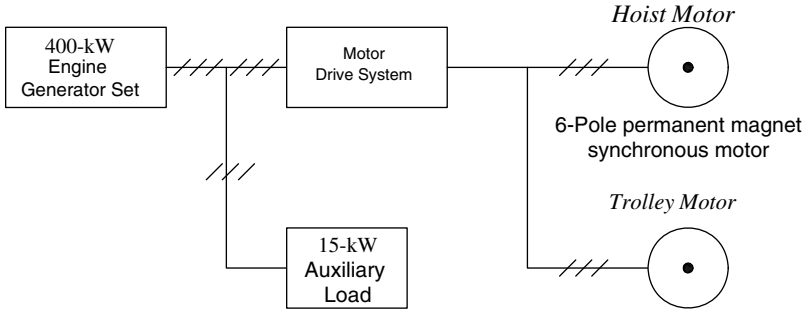 400-kW
Engine
Generator Set
Motor
Drive System
Hoist Motor
6-Pole permanent magnet
synchronous motor
Trolley Motor
15-kW
Auxiliary
Load